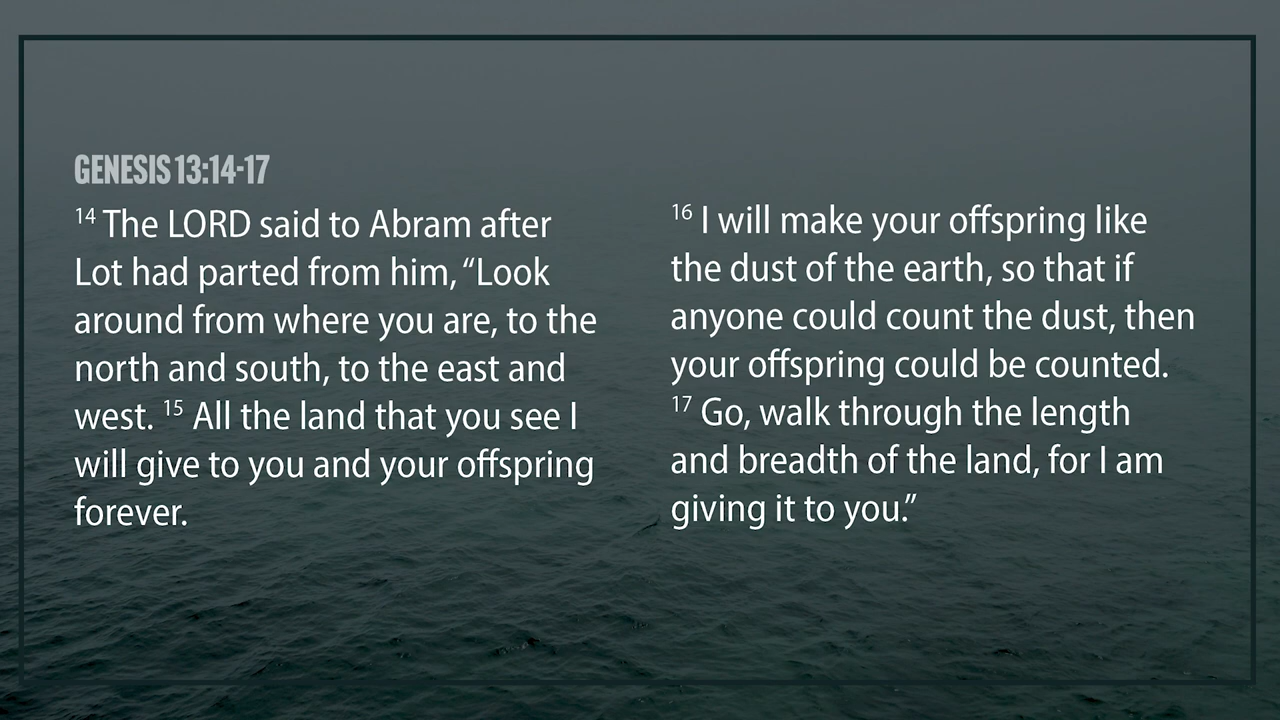 GENESIS 13:14-17
14 The LORD said to Abram after
Lot had parted from him, “Look
around from where you are, to the
north and south, to the east and
west. 15 All the land that you see I
will give to you and your offspring
forever.
16 I will make your offspring like
the dust of the earth, so that if
anyone could count the dust, then
your offspring could be counted.
17 Go, walk through the length
and breadth of the land, for I am
giving it to you.”